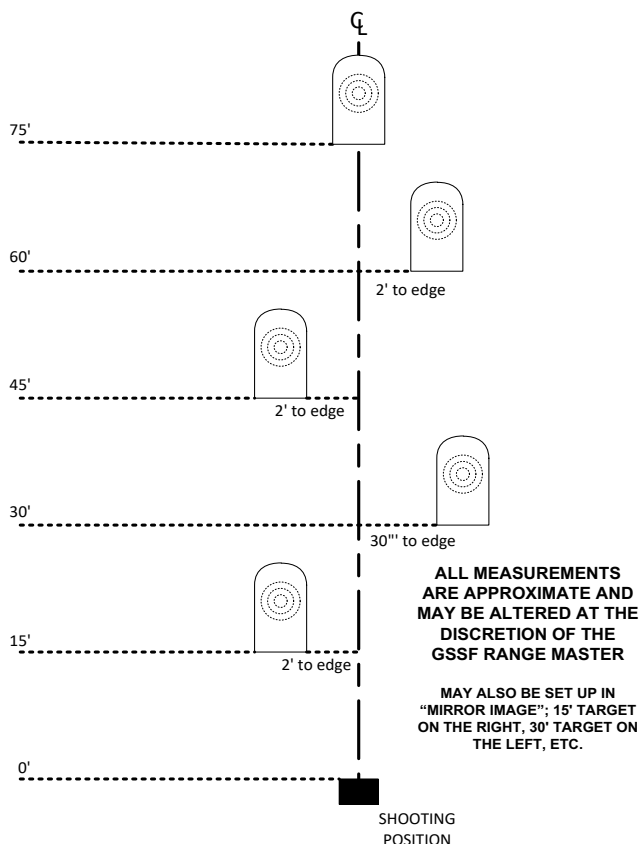 ℄
75'
60'
2' to edge
45'
2' to edge
30'
30"' to edge
ALL MEASUREMENTS
ARE APPROXIMATE AND
MAY BE ALTERED AT THE
DISCRETION OF THE
GSSF RANGE MASTER
15'
2' to edge
MAY ALSO BE SET UP IN
“MIRROR IMAGE”; 15' TARGET
ON THE RIGHT, 30' TARGET ON
THE LEFT, ETC.
0'
SHOOTING
POSITION